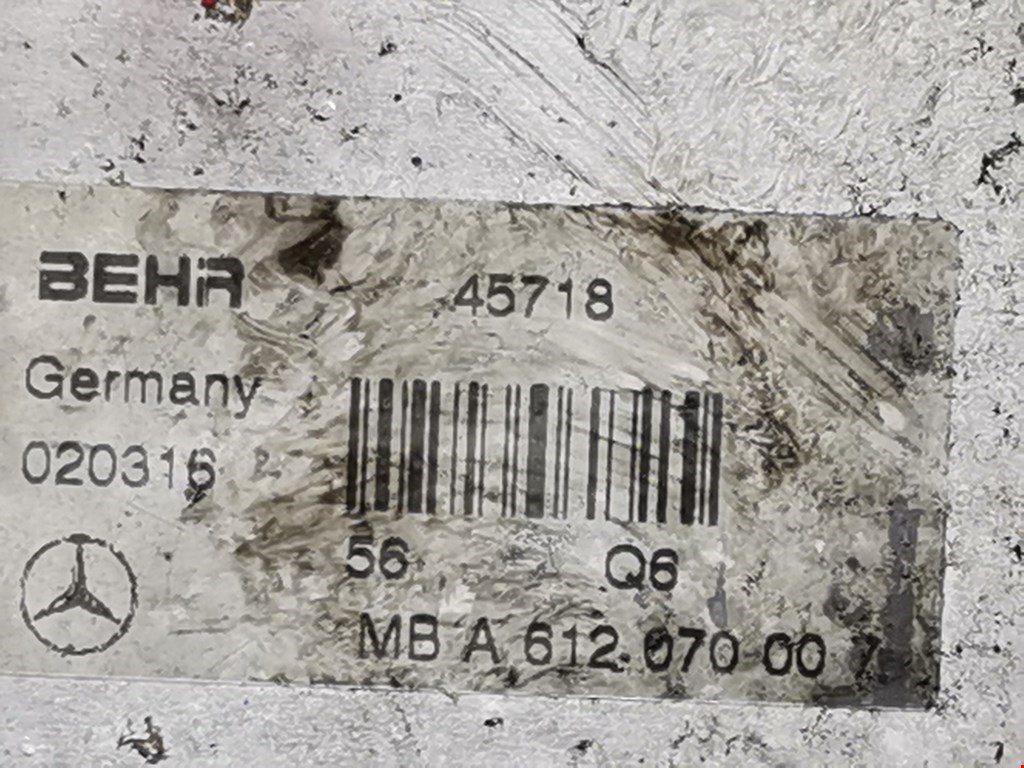 BEHR 45718
Germany
020316
56 Q6
MB A 612 070 00